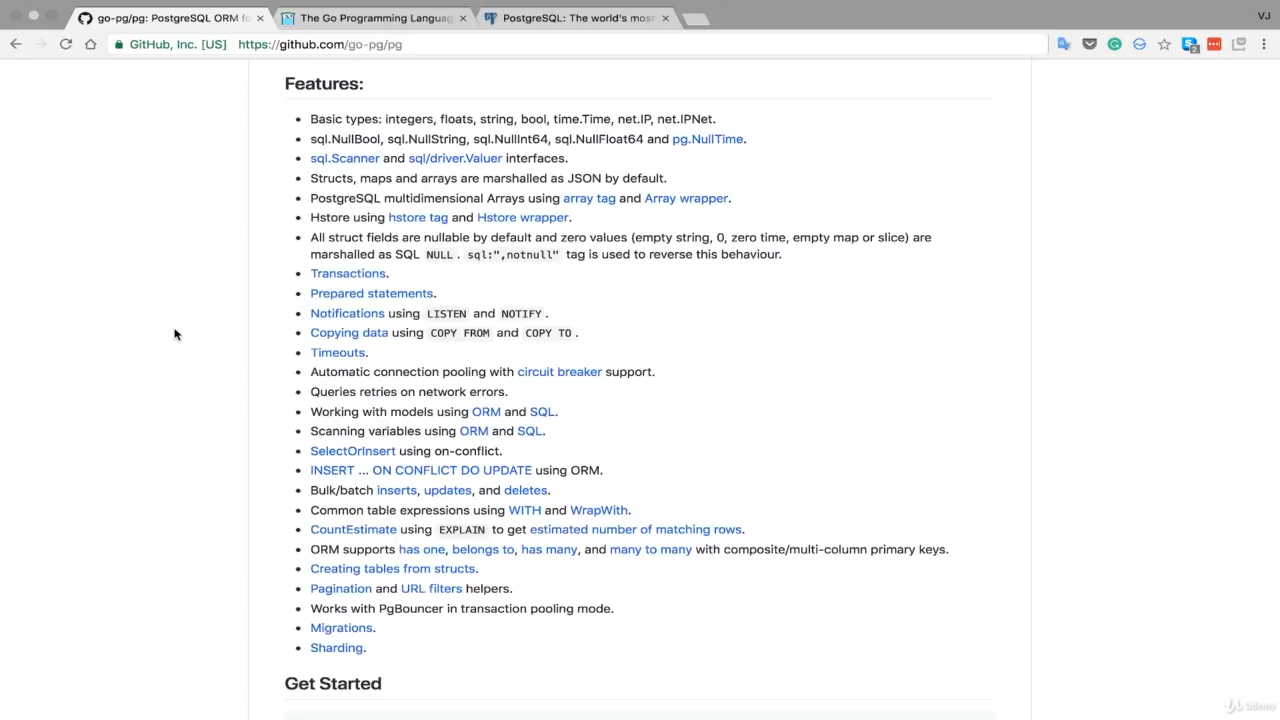 go-pg/pg: PostgreSQL ORM fo
The Go Programming Languag
PostgreSQL: The world's most
VJ
GitHub, Inc. [US]
https://github.com/go-pg/pg
2
Features:
• Basic types: integers, floats, string, bool, time.Time, net.IP, net.IPNet.
• sql.NullBool, sql.NullString, sql.NullInt64, sql.NullFloat64 and pg.NullTime.
• sql.Scanner and sql/driver.Valuer interfaces.
• Structs, maps and arrays are marshalled as JSON by default.
• PostgreSQL multidimensional Arrays using array tag and Array wrapper.
• Hstore using hstore tag and Hstore wrapper.
• All struct fields are nullable by default and zero values (empty string, 0, zero time, empty map or slice) are
marshalled as SQL NULL. sql:",notnull" tag is used to reverse this behaviour.
• Transactions.
• Prepared statements.
• Notifications using LISTEN and NOTIFY.
• Copying data using COPY FROM and COPY TO.
• Timeouts.
• Automatic connection pooling with circuit breaker support.
• Queries retries on network errors.
• Working with models using ORM and SQL.
• Scanning variables using ORM and SQL.
• SelectOrInsert using on-conflict.
• INSERT ... ON CONFLICT DO UPDATE using ORM.
• Bulk/batch inserts, updates, and deletes.
• Common table expressions using WITH and WrapWith.
• CountEstimate using EXPLAIN to get estimated number of matching rows.
• ORM supports has one, belongs to, has many, and many to many with composite/multi-column primary keys.
• Creating tables from structs.
• Pagination and URL filters helpers.
• Works with PgBouncer in transaction pooling mode.
• Migrations.
• Sharding.
Get Started
Udemy